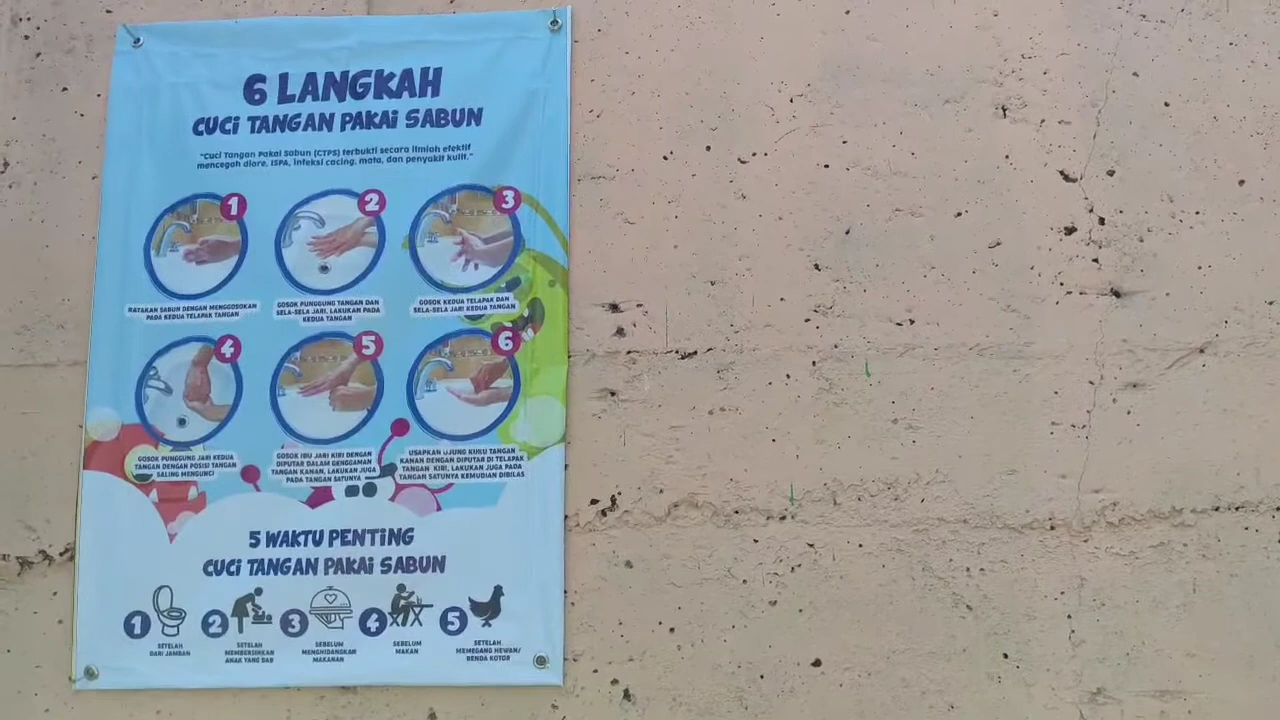 6 LANGKAH
CUCI TANGAN PAKAI SABUN
"Cuci Tangan Pakai Sabun (CTPS) terbukti secara ilmiah efektif
mencegah diare, ISPA, infeksi cacing, mata, dan penyakit kulit."
1
2
3
RATAKAN SABUN DENGAN MENGGOSOKAN
PADA KEDUA TELAPAK TANGAN
GOSOK PUNGGUNG TANGAN DAN
SELA-SELA JARI, LAKUKAN PADA
KEDUA TANGAN
GOSOK KEDUA TELAPAK DAN
SELA-SELA JARI KEDUA TANGAN
4
5
6
GOSOK PUNGGUNG JARI KEDUA
TANGAN DENGAN POSISI TANGAN
SALING MENGUNCI
GOSOK IBU JARI KIRI DENGAN
DIPUTAR DALAM GENGGAMAN
TANGAN KANAN, LAKUKAN JUGA
PADA TANGAN SATUNYA
USAPKAN UJUNG KUKU TANGAN
KANAN DENGAN DIPUTAR DI TELAPAK
TANGAN KIRI, LAKUKAN JUGA PADA
TANGAN SATUNYA KEMUDIAN DIBILAS
5 WAKTU PENTING
CUCI TANGAN PAKAI SABUN
1
2
3
4
5
SETELAH
DARI JAMBAN
SETELAH
MEMBERSIHKAN
ANAK YANG BAB
SEBELUM
MENGHIDANGKAN
MAKANAN
SEBELUM
MAKAN
SETELAH
MEMEGANG HEWAN/
BENDA KOTOR